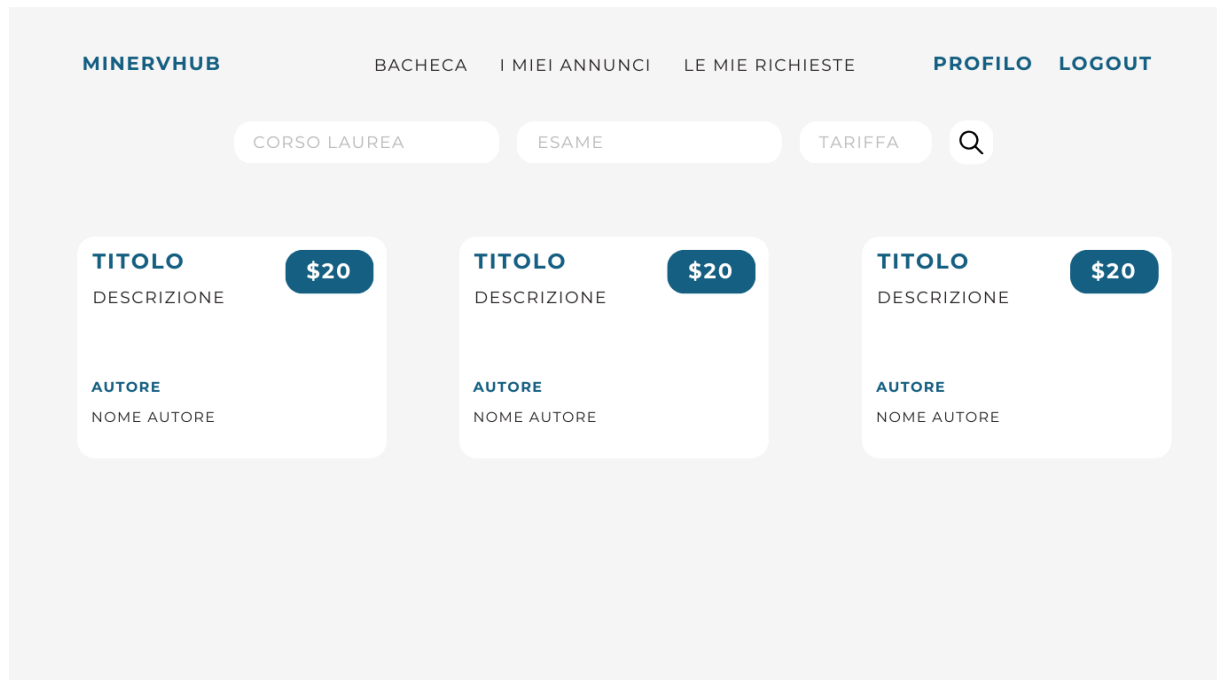 MINERVHUB BACHECA I MIEI ANNUNCI LE MIE RICHIESTE PROFILO LOGOUT
CORSO LAUREA ESAME TARIFFA
TITOLO $20
DESCRIZIONE
AUTORE
NOME AUTORE
TITOLO $20
DESCRIZIONE
AUTORE
NOME AUTORE
TITOLO $20
DESCRIZIONE
AUTORE
NOME AUTORE